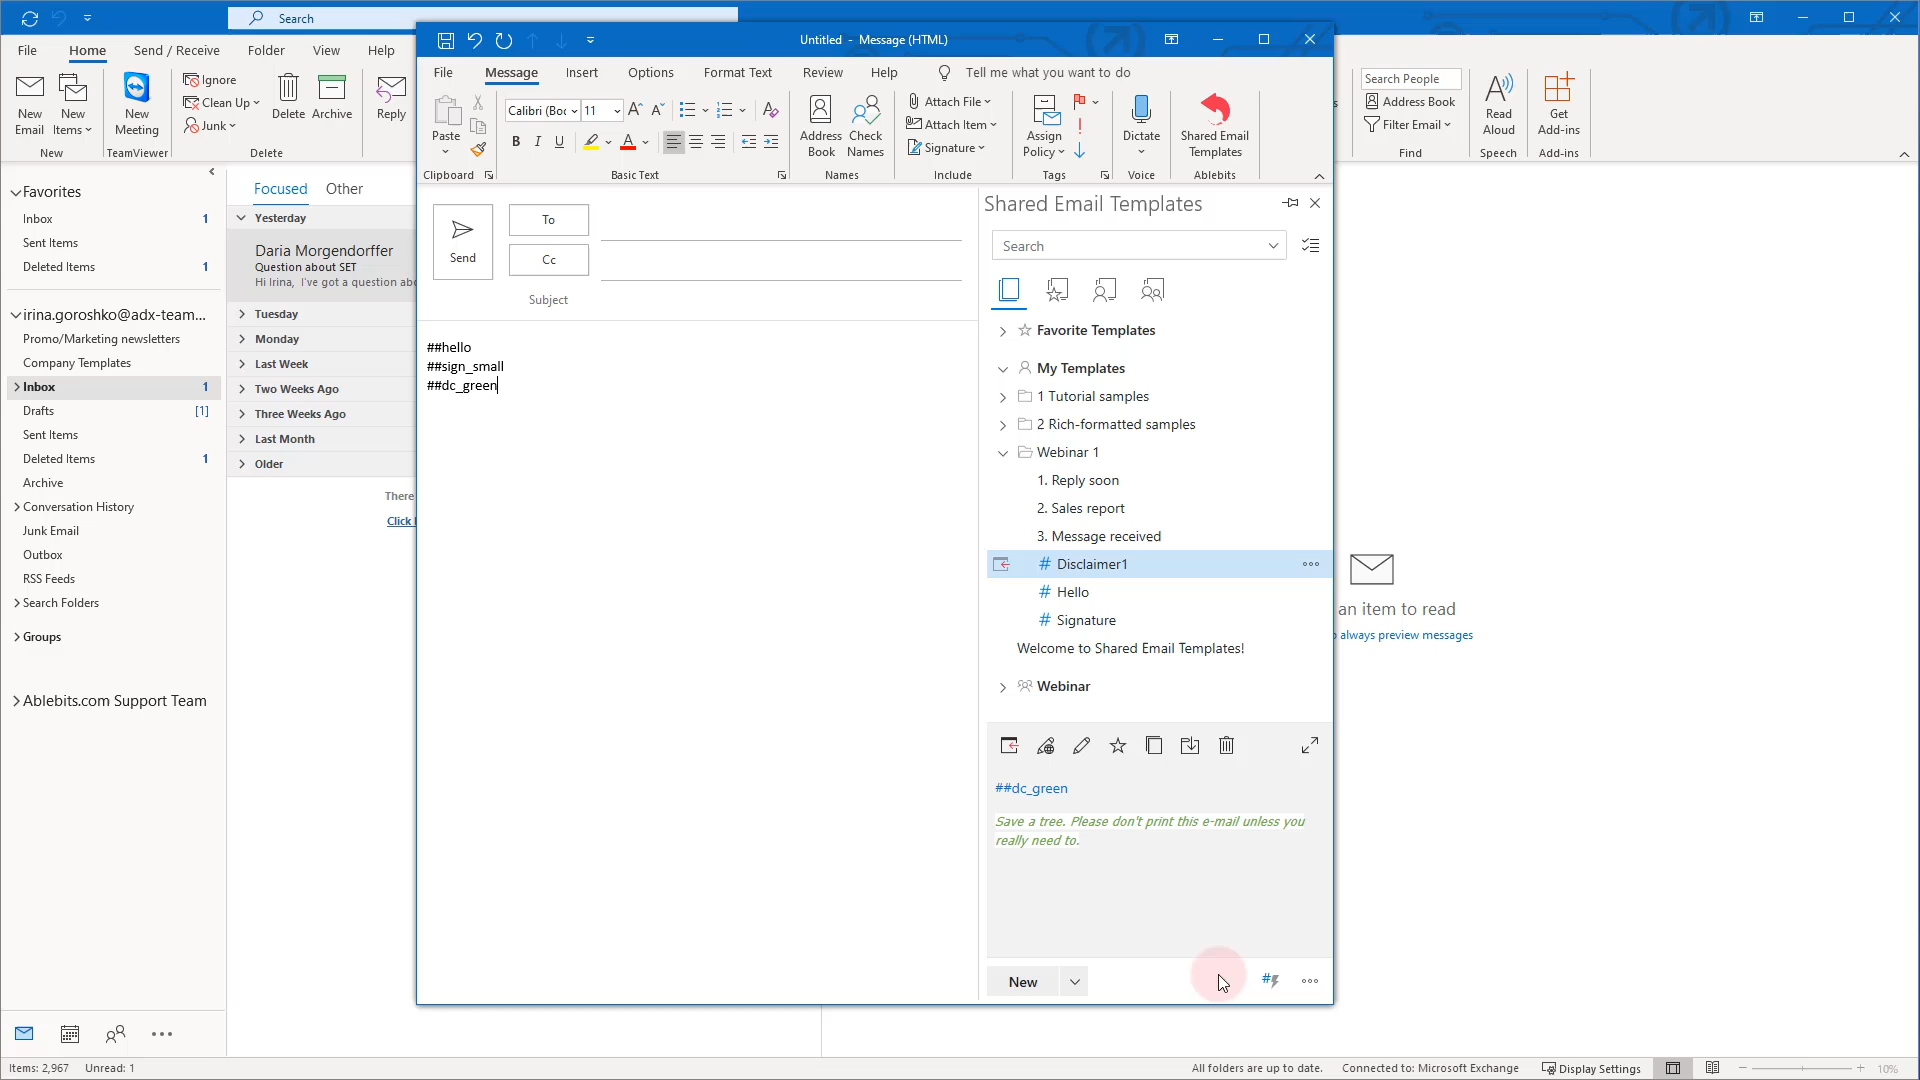 Search
Untitled - Message (HTML)
File Home Send / Receive Folder View Help
File Message Insert Options Format Text Review Help Tell me what you want to do
New Email
New Items
New Meeting
Ignore
Clean Up
Junk
Delete
Archive
Reply
New
TeamViewer
Delete
Paste
Clipboard
Calibri (Boc
11
B I U
Basic Text
Address Book
Check Names
Names
Attach File
Attach Item
Signature
Include
Assign Policy
Tags
Dictate
Voice
Shared Email Templates
Ablebits
Search People
Address Book
Filter Email
Find
Read Aloud
Speech
Get Add-ins
Add-ins
Favorites
Inbox 1
Sent Items
Deleted Items 1
irina.goroshko@adx-team...
Promo/Marketing newsletters
Company Templates
Inbox 1
Drafts [1]
Sent Items
Deleted Items 1
Archive
Conversation History
Junk Email
Outbox
RSS Feeds
Search Folders
Groups
Ablebits.com Support Team
Focused Other
Yesterday
Daria Morgendorffer
Question about SET
Hi Irina, I've got a question abo
Tuesday
Monday
Last Week
Two Weeks Ago
Three Weeks Ago
Last Month
Older
There
Click
Send
To
Cc
Subject
##hello
##sign_small
##dc_green
Shared Email Templates
Search
Favorite Templates
My Templates
1 Tutorial samples
2 Rich-formatted samples
Webinar 1
1. Reply soon
2. Sales report
3. Message received
# Disclaimer1
# Hello
# Signature
Welcome to Shared Email Templates!
Webinar
##dc_green
Save a tree. Please don't print this e-mail unless you
really need to.
New
an item to read
always preview messages
Items: 2,967 Unread: 1
All folders are up to date. Connected to: Microsoft Exchange Display Settings 10%